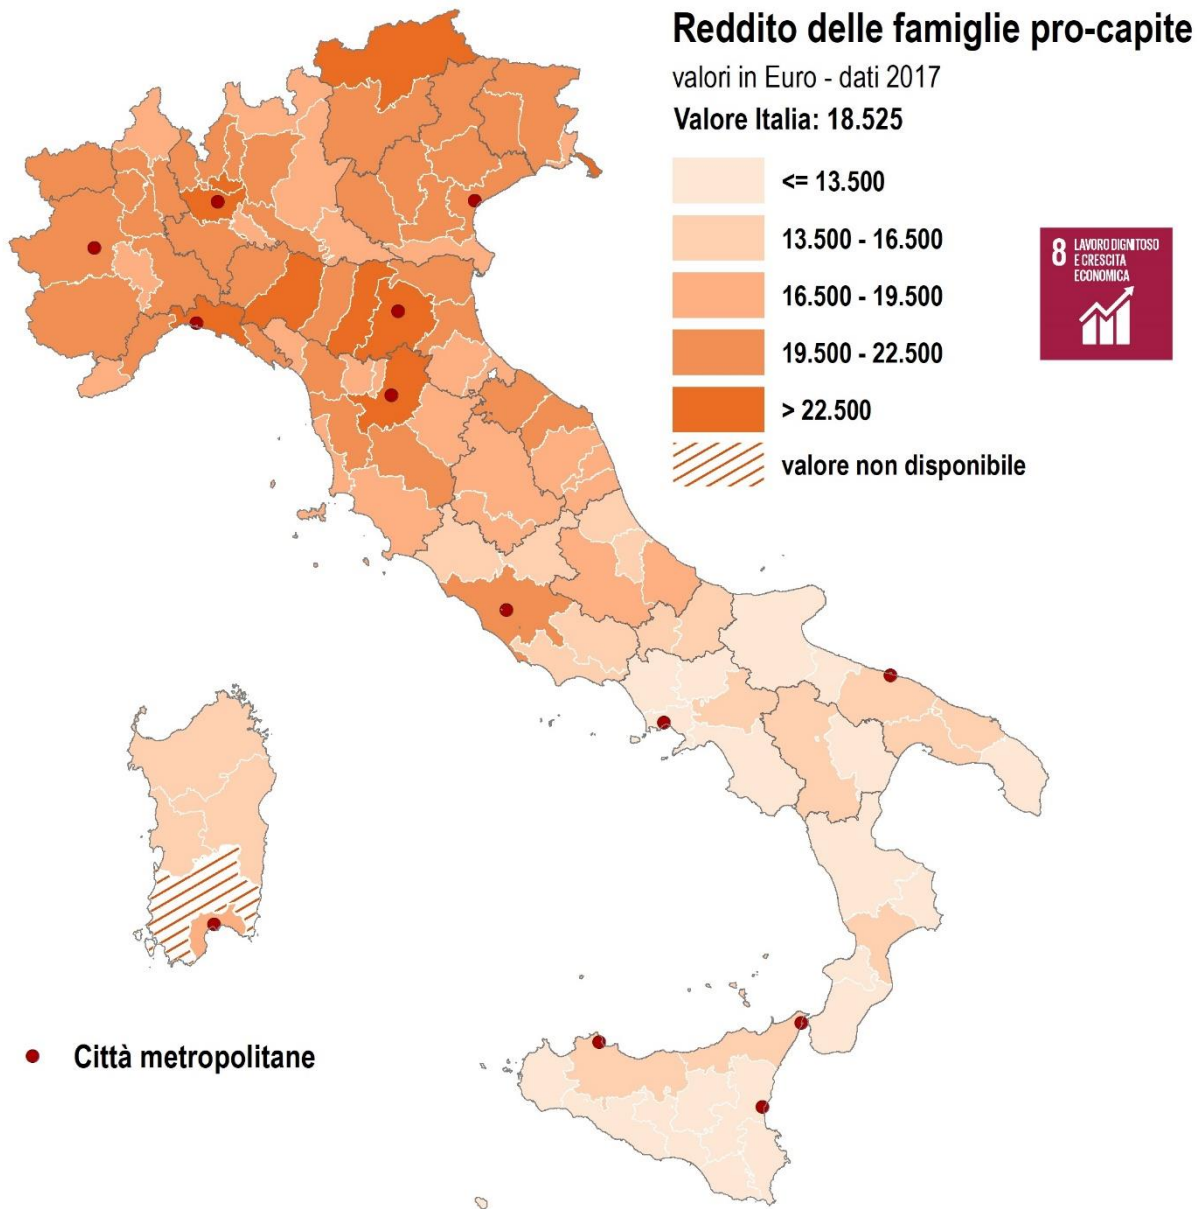 Reddito delle famiglie pro-capite
valori in Euro - dati 2017
Valore Italia: 18.525
<= 13.500
13.500 - 16.500
16.500 - 19.500
19.500 - 22.500
> 22.500
valore non disponibile
8 LAVORO DIGNITOSO
E CRESCITA
ECONOMICA
Città metropolitane